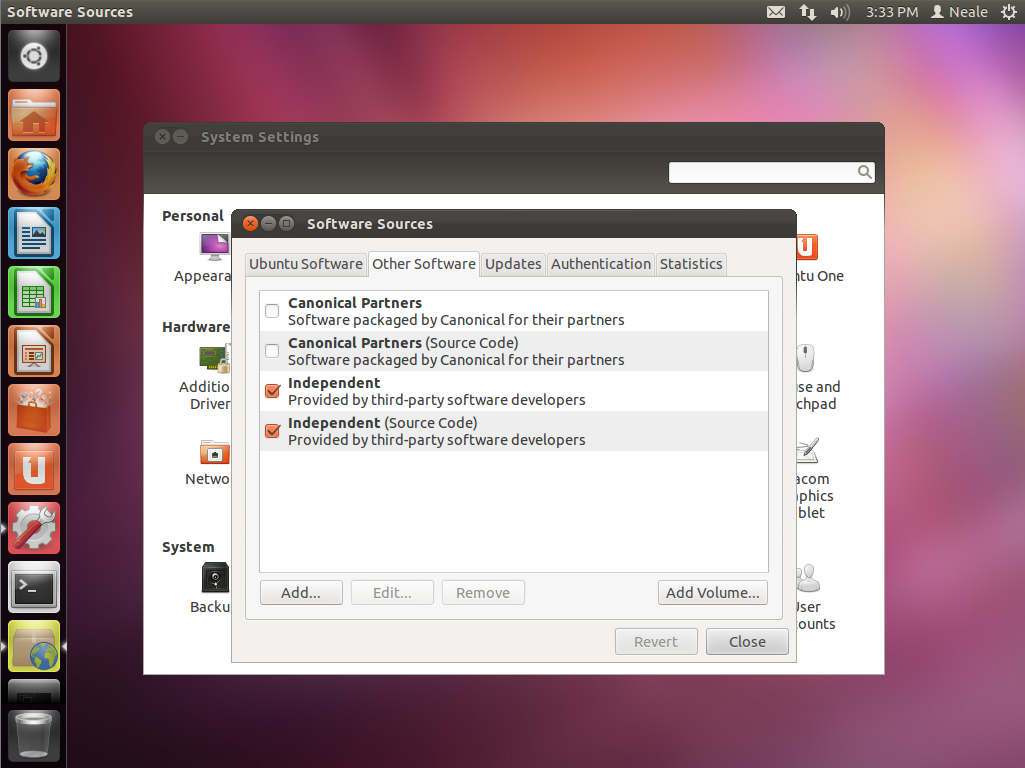 Software Sources
3:33 PM
Neale
System Settings
Personal
Software Sources
Ubuntu Software
Other Software
Updates
Authentication
Statistics
Appeara
ntu One
Canonical Partners
Software packaged by Canonical for their partners
Canonical Partners (Source Code)
Software packaged by Canonical for their partners
Independent
Provided by third-party software developers
Independent (Source Code)
Provided by third-party software developers
Hardware
Addition
Driver
use and
chpad
Netwo
acom
phics
blet
System
Backu
User
ounts
Add...
Edit...
Remove
Add Volume...
Revert
Close